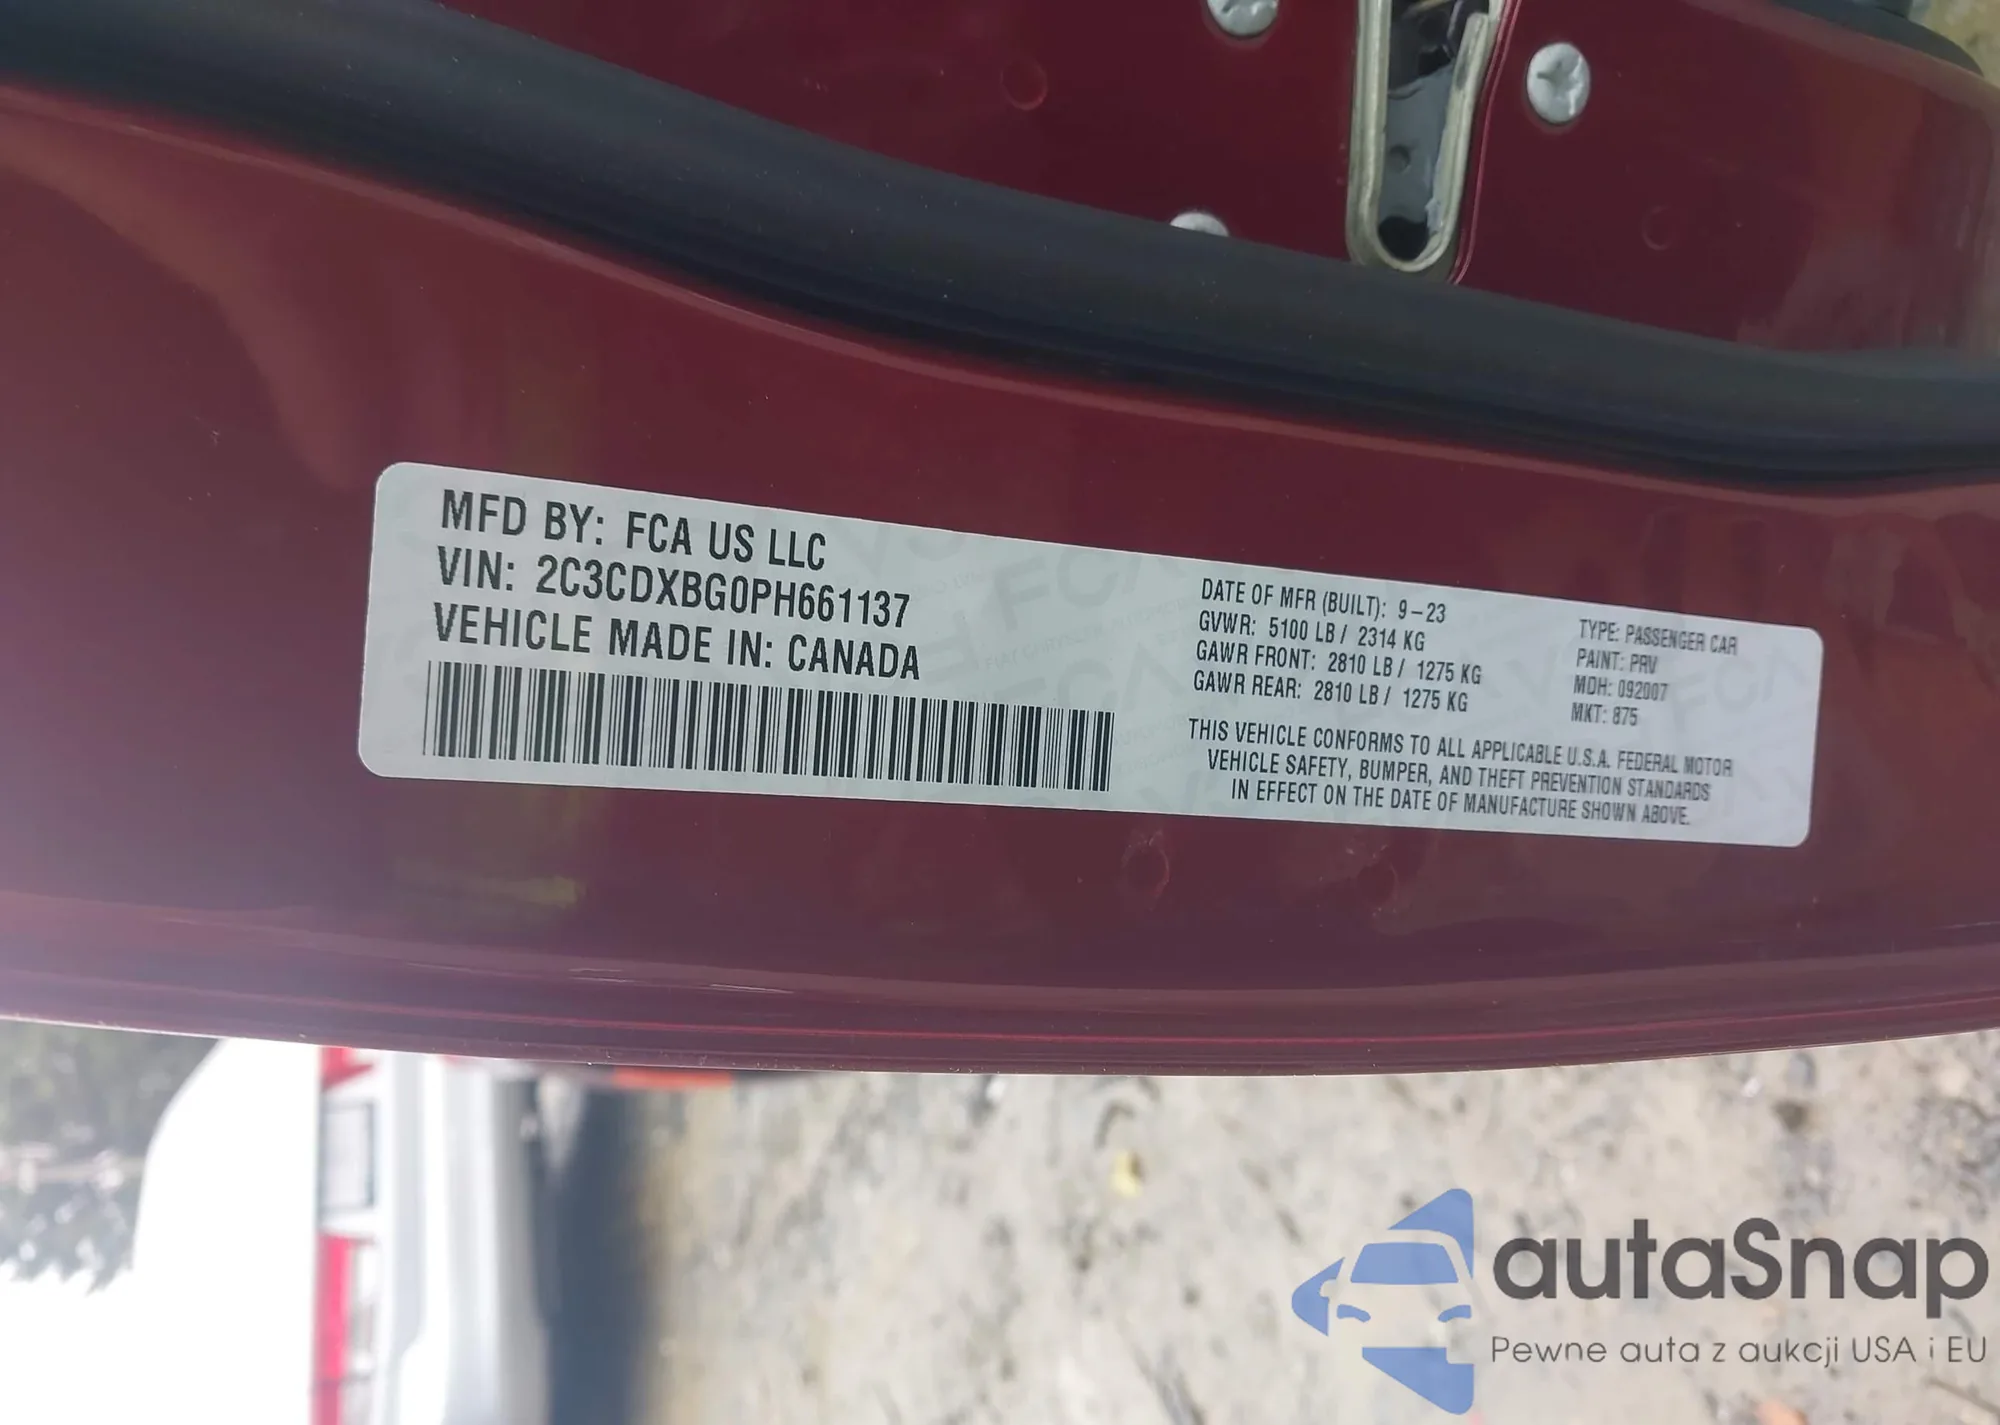 MFD BY: FCA US LLC
VIN: 2C3CDXBG0PH661137
VEHICLE MADE IN: CANADA
DATE OF MFR (BUILT): 9-23
GVWR: 5100 LB / 2314 KG
GAWR FRONT: 2810 LB / 1275 KG
GAWR REAR: 2810 LB / 1275 KG
TYPE: PASSENGER CAR
PAINT: PRV
MDH: 092007
MKT: 875
THIS VEHICLE CONFORMS TO ALL APPLICABLE U.S.A. FEDERAL MOTOR
VEHICLE SAFETY, BUMPER, AND THEFT PREVENTION STANDARDS
IN EFFECT ON THE DATE OF MANUFACTURE SHOWN ABOVE.
autaSnap
Pewne auta z aukcji USA i EU